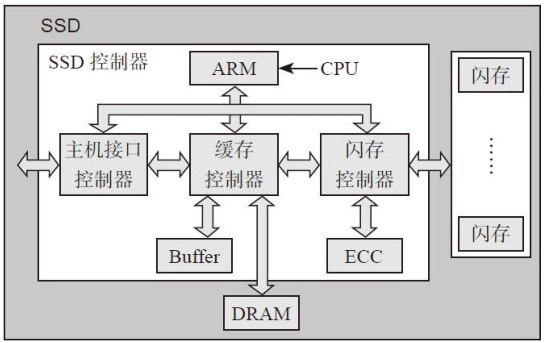 SSD
SSD 控制器
ARM
CPU
闪存
主机接口
控制器
缓存
控制器
闪存
控制器
……
闪存
Buffer
ECC
DRAM